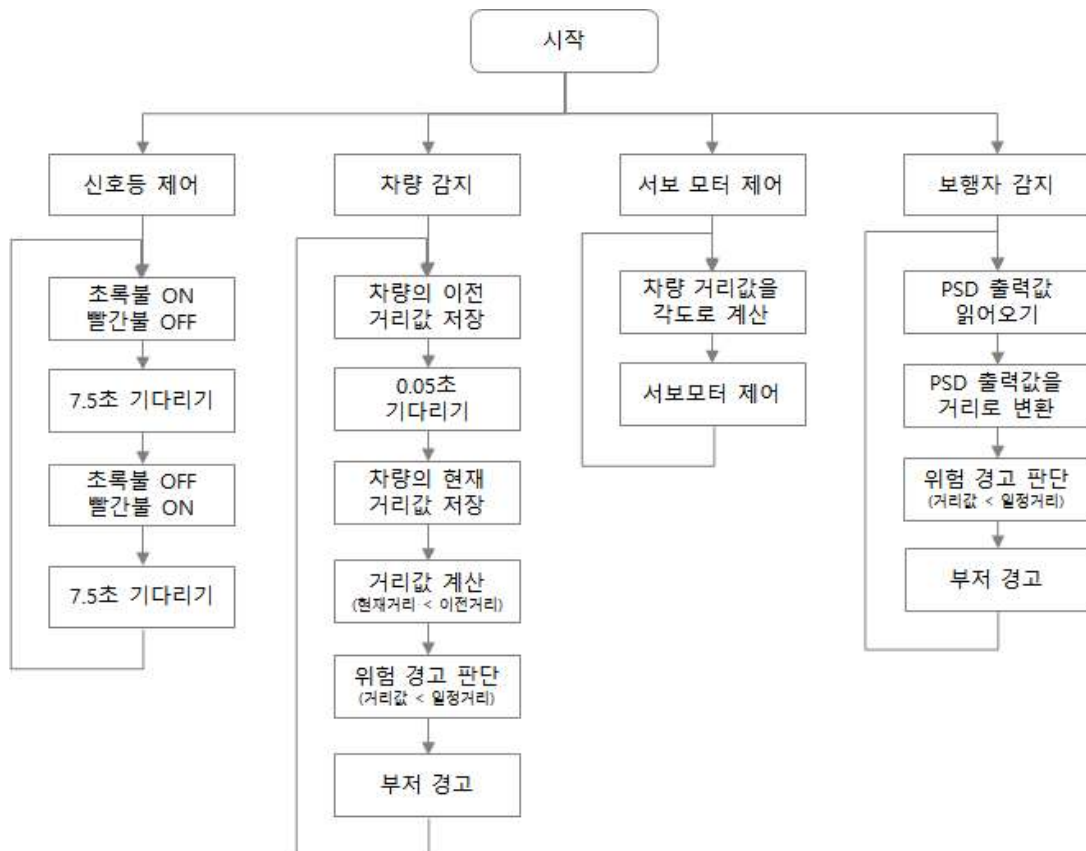 시작
신호등 제어
초록불 ON
빨간불 OFF
7.5초 기다리기
초록불 OFF
빨간불 ON
7.5초 기다리기
차량 감지
차량의 이전
거리값 저장
0.05초
기다리기
차량의 현재
거리값 저장
거리값 계산
(현재거리 < 이전거리)
위험 경고 판단
(거리값 < 일정거리)
부저 경고
서보 모터 제어
차량 거리값을
각도로 계산
서보모터 제어
보행자 감지
PSD 출력값
읽어오기
PSD 출력값을
거리로 변환
위험 경고 판단
(거리값 < 일정거리)
부저 경고